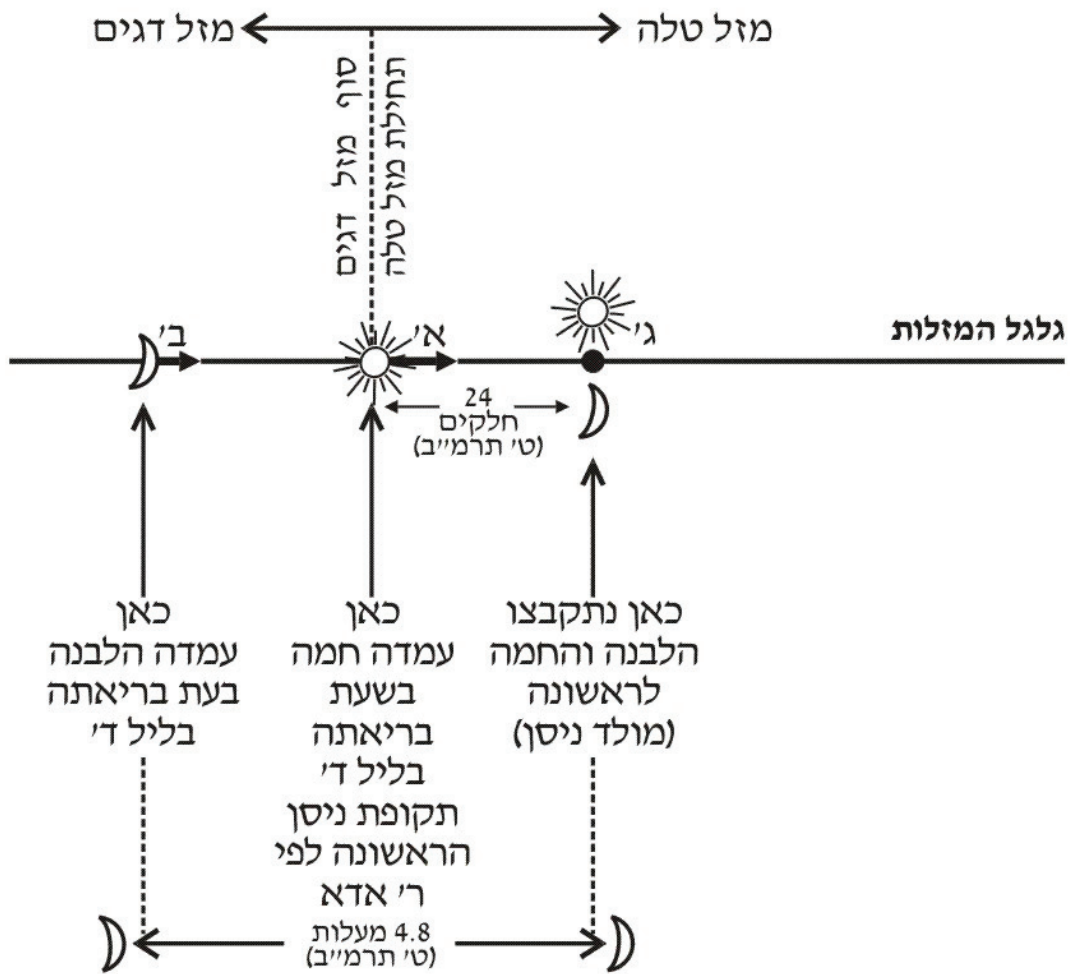 מזל טלה
מזל דגים
תחילת מזל טלה
סוף מזל דגים
גלגל המזלות
ג׳
א׳
ב׳
24
חלקים
(ט׳ תרמ״ב)
כאן נתקבצו
הלבנה והחמה
לראשונה
(מולד ניסן)
כאן
עמדה חמה
בשעת
בריאתה
בליל ד׳
תקופת ניסן
הראשונה לפי
ר׳ אדא
כאן
עמדה הלבנה
בעת בריאתה
בליל ד׳
4.8 מעלות
(ט׳ תרמ״ב)